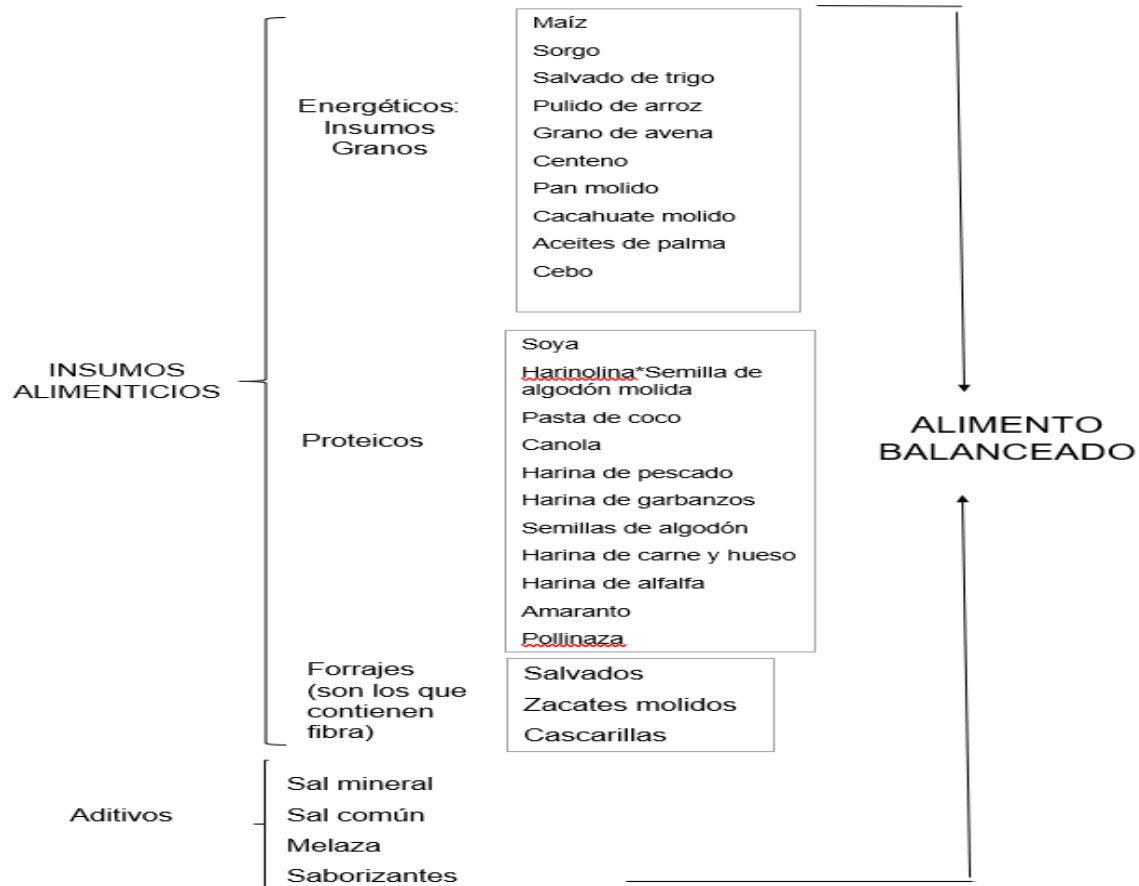 INSUMOS
ALIMENTICIOS
Energéticos:
Insumos
Granos
Maíz
Sorgo
Salvado de trigo
Pulido de arroz
Grano de avena
Centeno
Pan molido
Cacahuate molido
Aceites de palma
Cebo
Proteicos
Soya
Harinolina*Semilla de
algodón molida
Pasta de coco
Canola
Harina de pescado
Harina de garbanzos
Semillas de algodón
Harina de carne y hueso
Harina de alfalfa
Amaranto
Pollinaza
Forrajes
(son los que
contienen
fibra)
Salvados
Zacates molidos
Cascarillas
Aditivos
Sal mineral
Sal común
Melaza
Saborizantes
ALIMENTO
BALANCEADO